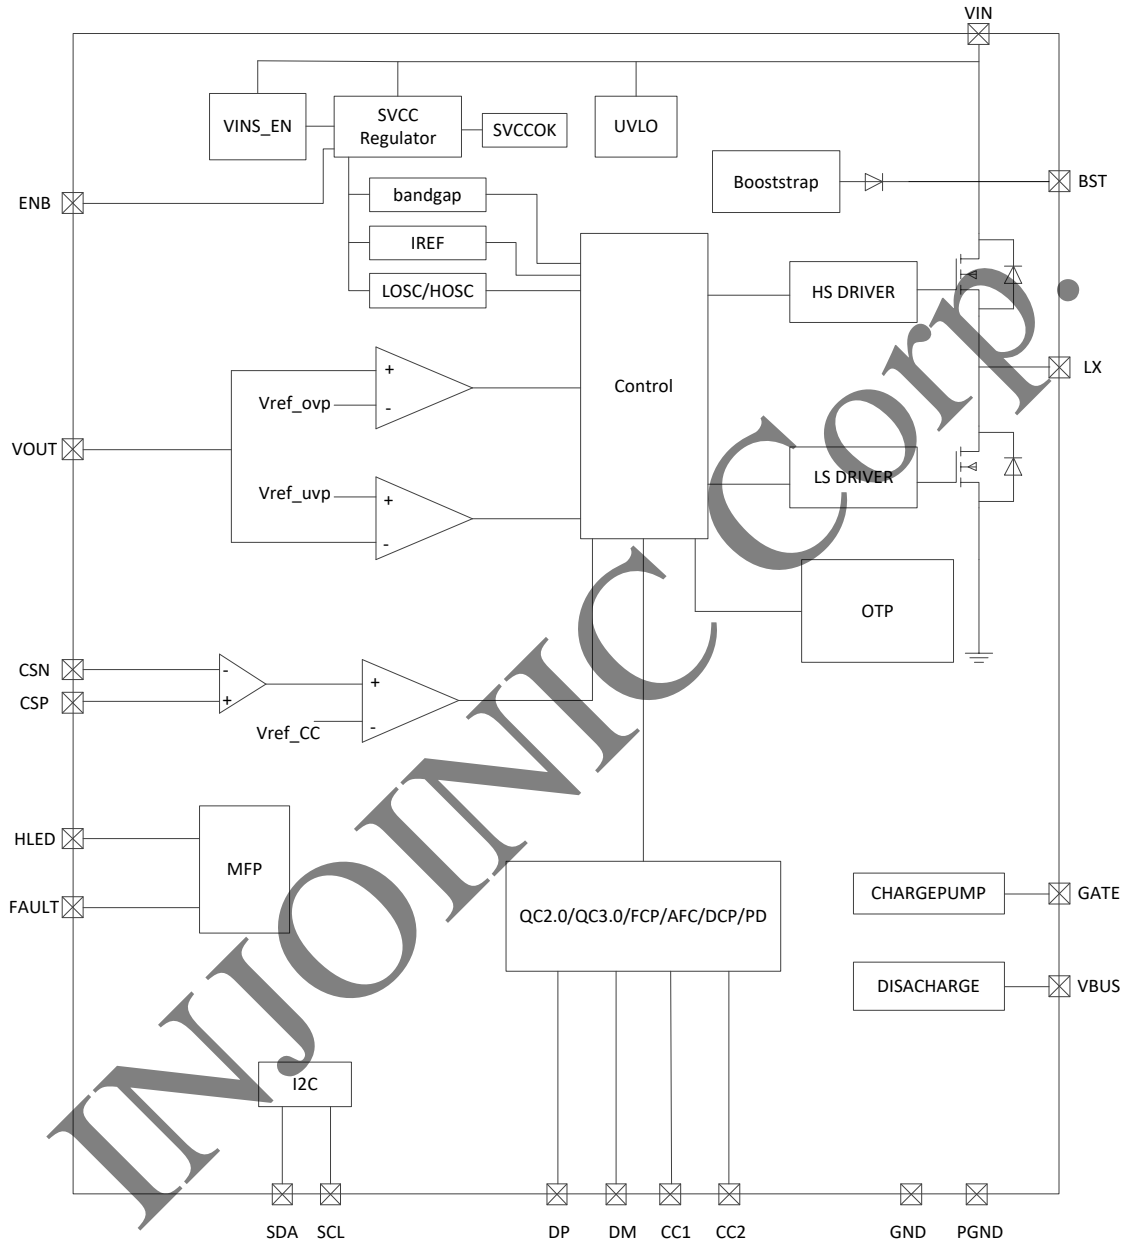 VIN
VINS_EN
SVCC
Regulator
SVCCOK
UVLO
Booststrap
BST
ENB
bandgap
IREF
LOSC/HOSC
HS DRIVER
Control
LX
+
Vref_ovp
-
VOUT
Vref_uvp
+
-
LS DRIVER
OTP
CSN
-
CSP
+
+
Vref_CC
-
HLED
MFP
FAULT
QC2.0/QC3.0/FCP/AFC/DCP/PD
CHARGEPUMP
GATE
DISACHARGE
VBUS
I2C
SDA
SCL
DP
DM
CC1
CC2
GND
PGND
INJOINIC Corp.